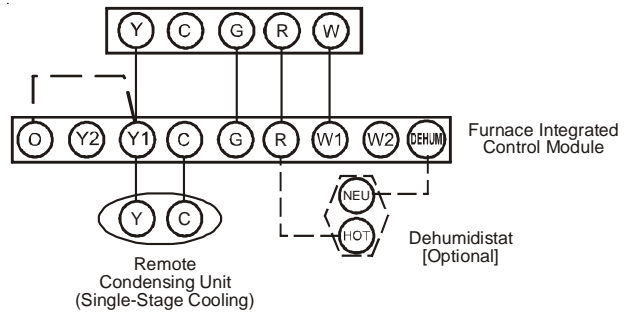 Y C G R W
O Y2 Y1 C G R W1 W2 DEHUM
Furnace Integrated
Control Module
NEU
Y C
HOT
Dehumidistat
[Optional]
Remote
Condensing Unit
(Single-Stage Cooling)